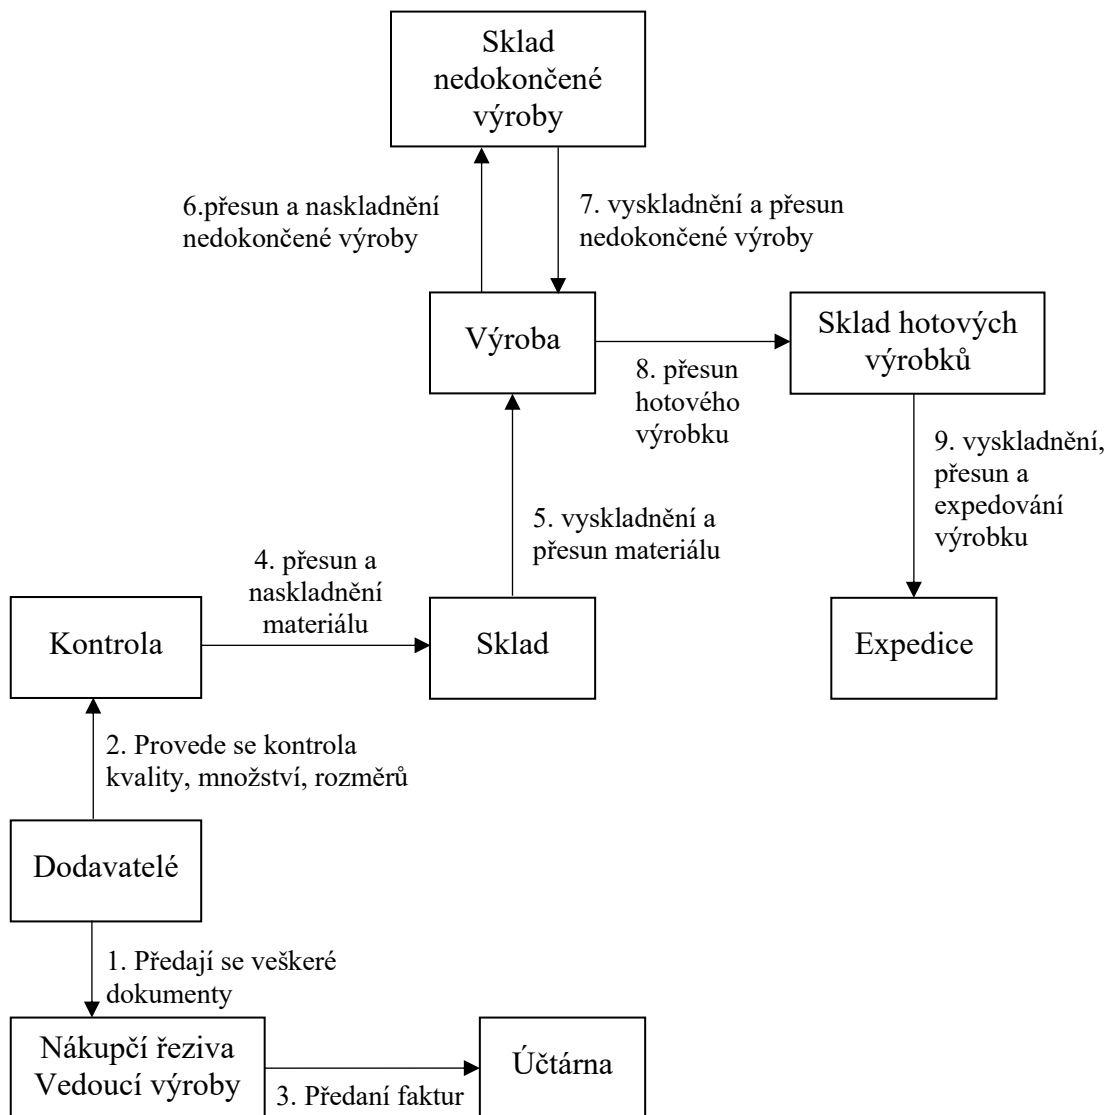 Sklad
nedokončené
výroby
6.přesun a naskladnění
nedokončené výroby
7. vyskladnění a přesun
nedokončené výroby
Výroba
Sklad hotových
výrobků
8. přesun
hotového
výrobku
9. vyskladnění,
přesun a
expedování
výrobku
5. vyskladnění a
přesun materiálu
4. přesun a
naskladnění
materiálu
Kontrola
Sklad
Expedice
2. Provede se kontrola
kvality, množství, rozměrů
Dodavatelé
1. Předají se veškeré
dokumenty
Nákupčí řeziva
Vedoucí výroby
3. Předaní faktur
Účtárna